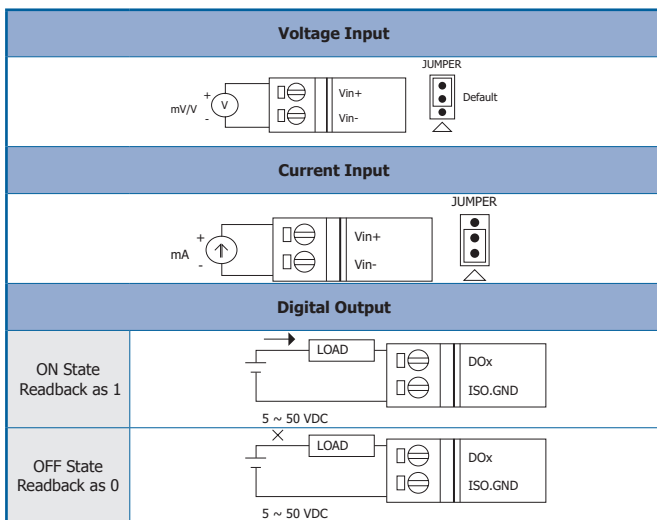 Voltage Input
JUMPER
mV/V
+
-
V
Vin+
Vin-
Default
Current Input
JUMPER
mA
+
-
Vin+
Vin-
Digital Output
ON State
Readback as 1
LOAD
DOx
ISO.GND
5 ~ 50 VDC
OFF State
Readback as 0
LOAD
DOx
ISO.GND
5 ~ 50 VDC